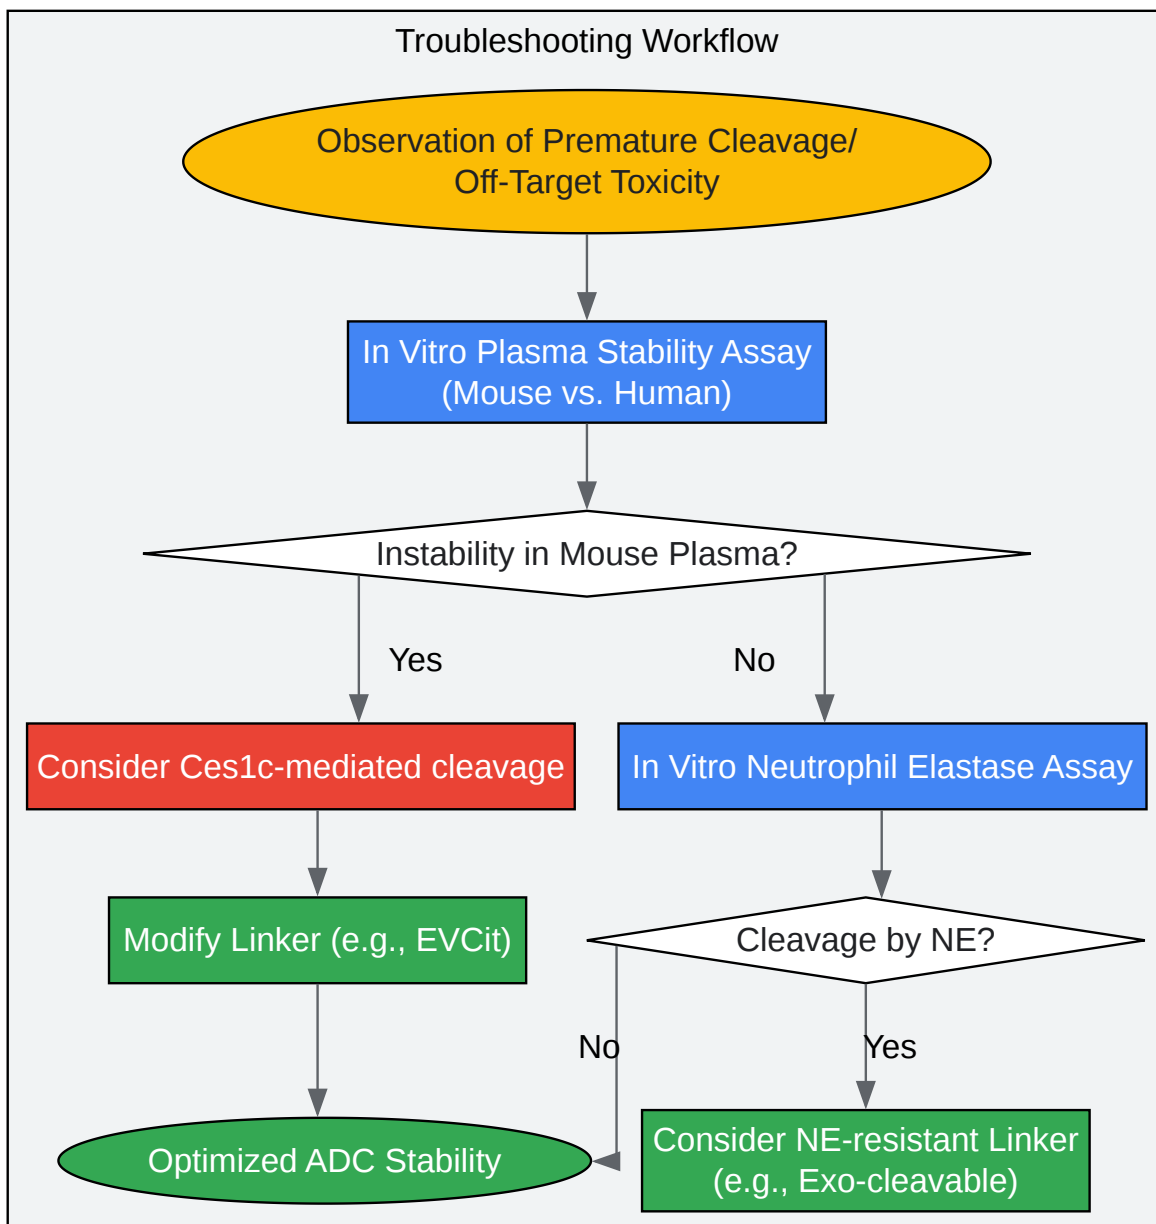 Troubleshooting Workflow
Observation of Premature Cleavage/
Off-Target Toxicity
In Vitro Plasma Stability Assay
(Mouse vs. Human)
Instability in Mouse Plasma?
Yes
No
Consider Ces1c-mediated cleavage
In Vitro Neutrophil Elastase Assay
Modify Linker (e.g., EVCit)
Cleavage by NE?
No
Yes
Optimized ADC Stability
Consider NE-resistant Linker
(e.g., Exo-cleavable)